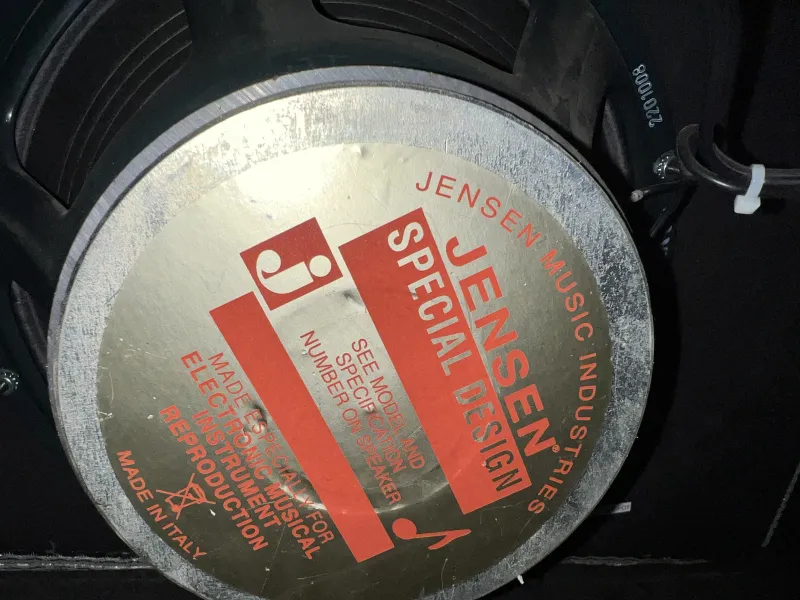 JENSEN MUSIC INDUSTRIES
JENSEN®
SPECIAL DESIGN
j
SEE MODEL AND
SPECIFICATION
NUMBER ON SPEAKER
MADE ESPECIALLY FOR
ELECTRONIC MUSICAL
INSTRUMENT
REPRODUCTION
MADE IN ITALY
2201008